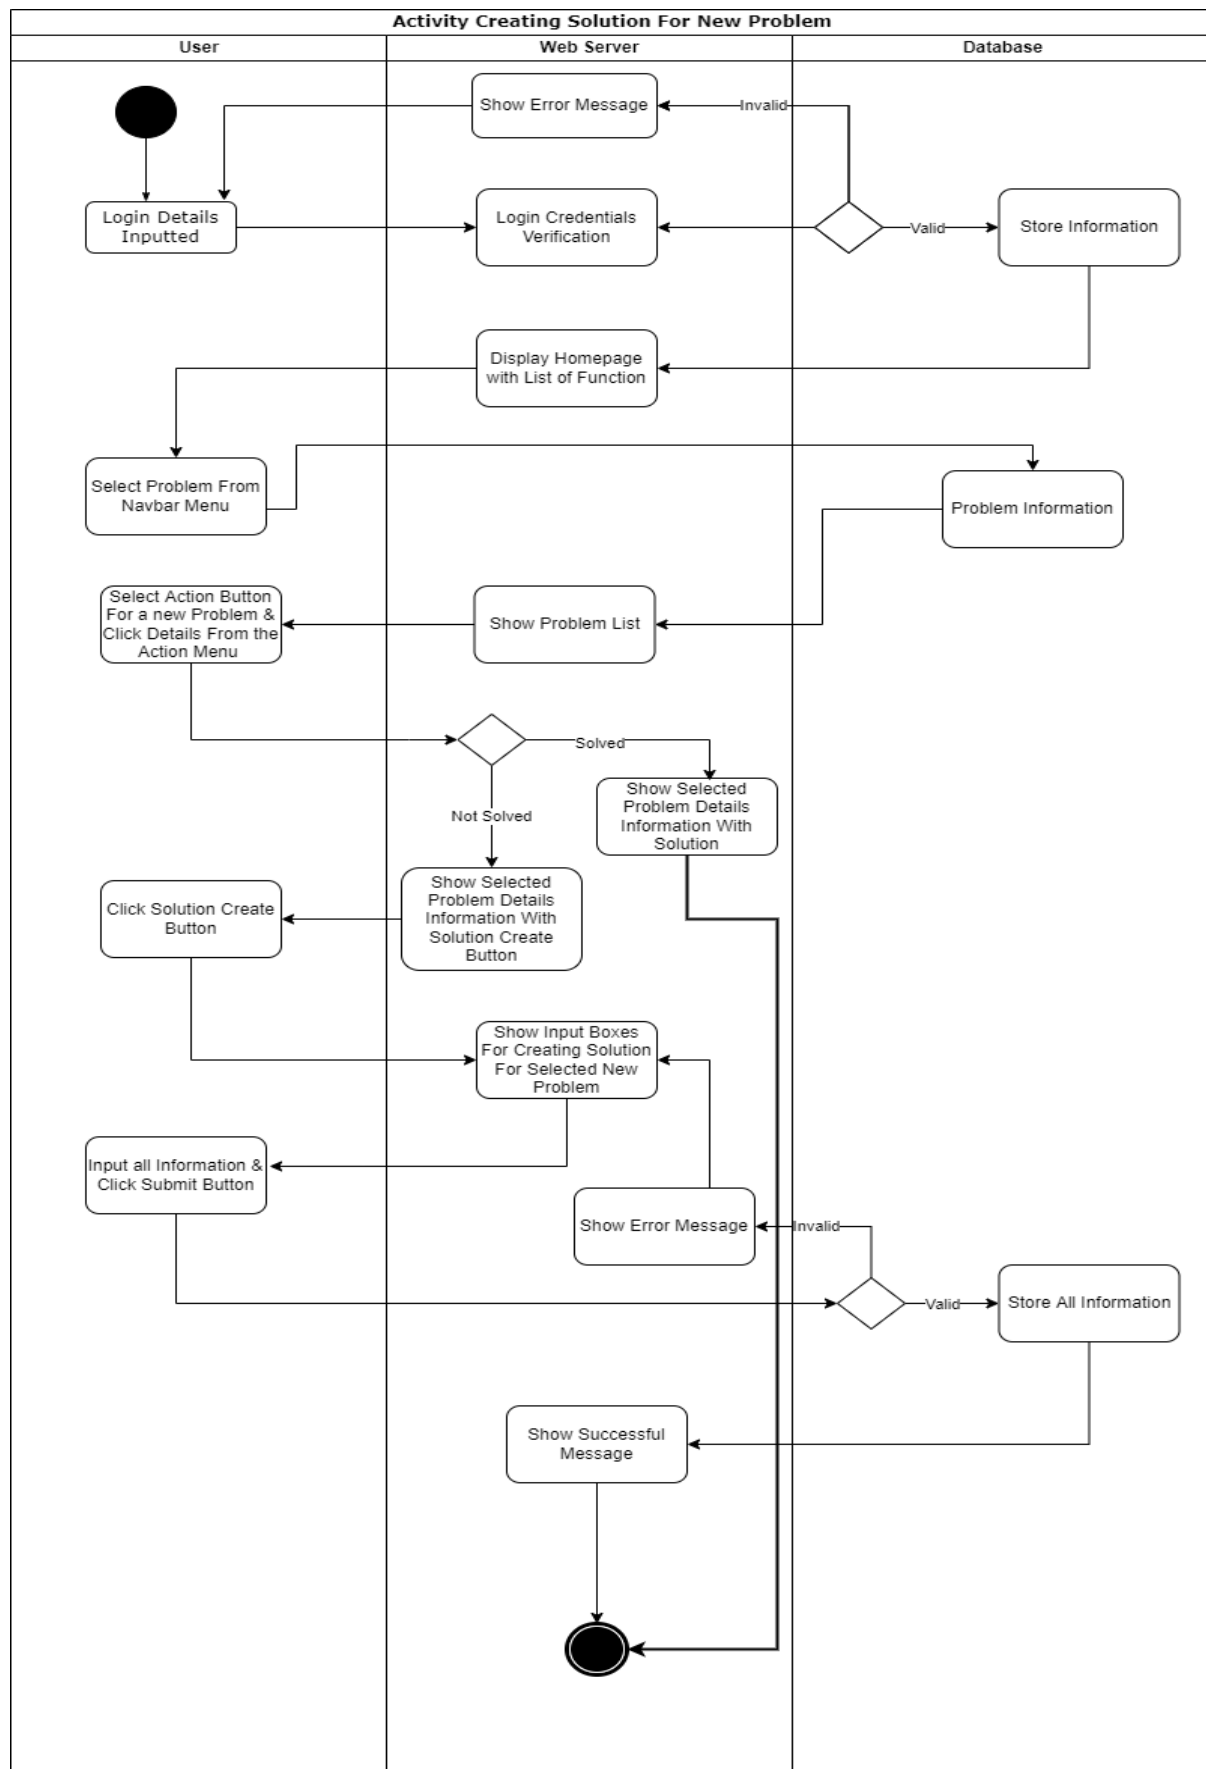 Activity Creating Solution For New Problem
User
Web Server
Database
Show Error Message
Invalid
Login Details
Inputted
Login Credentials
Verification
Valid
Store Information
Display Homepage
with List of Function
Select Problem From
Navbar Menu
Problem Information
Select Action Button
For a new Problem &
Click Details From the
Action Menu
Show Problem List
Solved
Show Selected
Problem Details
Information With
Solution
Not Solved
Show Selected
Problem Details
Information With
Solution Create
Button
Click Solution Create
Button
Show Input Boxes
For Creating Solution
For Selected New
Problem
Input all Information &
Click Submit Button
Show Error Message
Invalid
Valid
Store All Information
Show Successful
Message